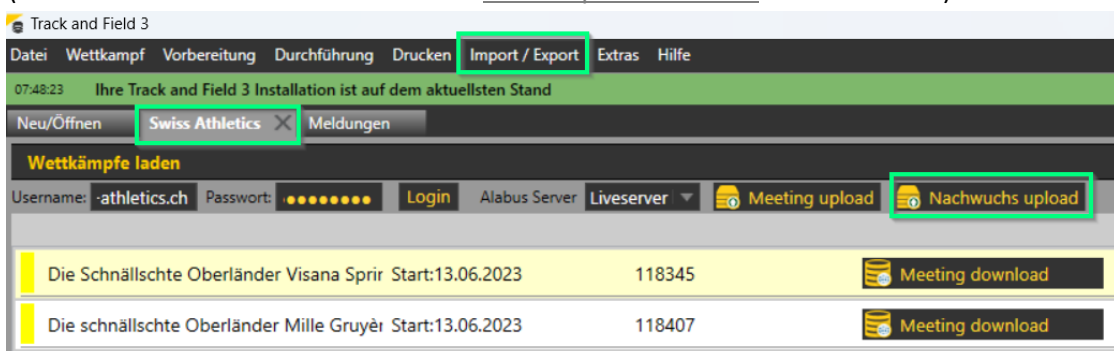 Track and Field 3
Datei Wettkampf Vorbereitung Durchführung Drucken Import / Export Extras Hilfe
07:48:23 Ihre Track and Field 3 Installation ist auf dem aktuellsten Stand
Neu/Öffnen Swiss Athletics Meldungen
Wettkämpfe laden
Username: -athletics.ch Passwort: Login Alabus Server Liveserver Meeting upload Nachwuchs upload
Die Schnällschte Oberländer Visana Sprin Start:13.06.2023 118345 Meeting download
Die schnällschte Oberländer Mille Gruyèr Start:13.06.2023 118407 Meeting download